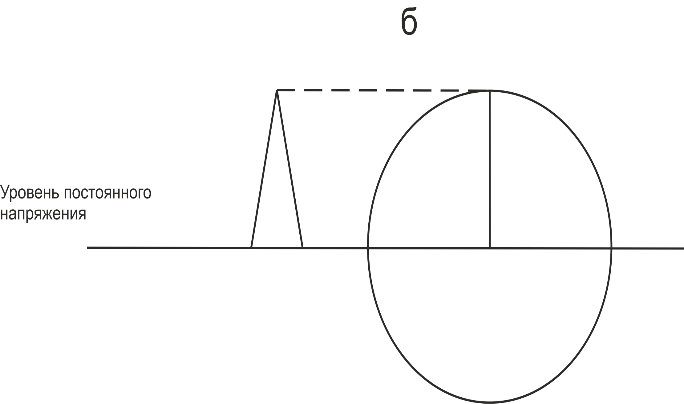 б
Уровень постоянного
напряжения